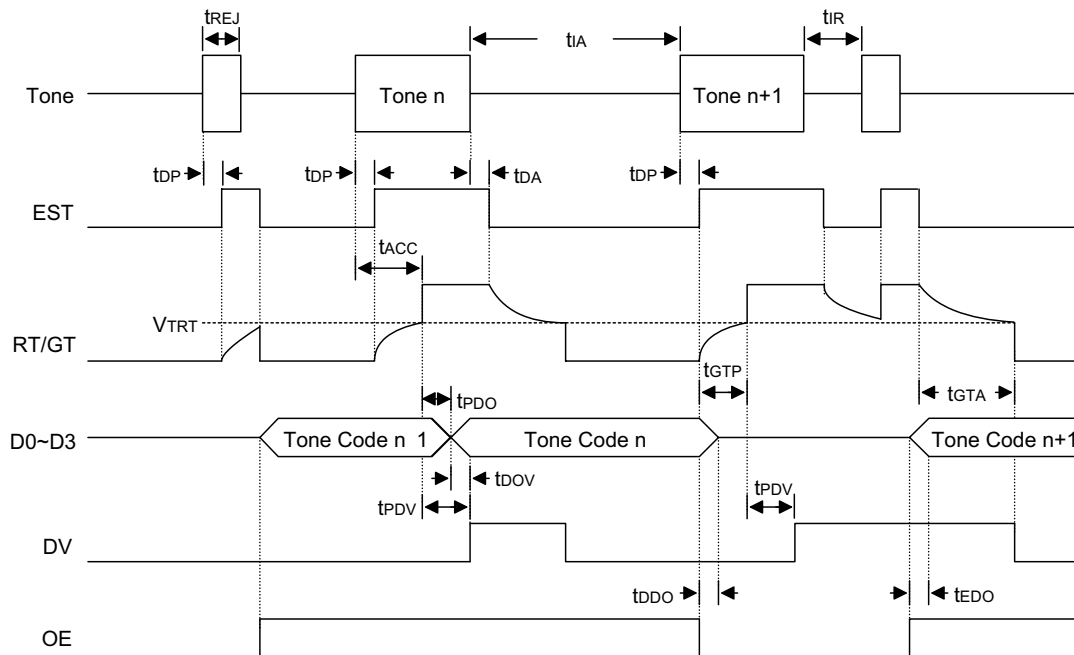 tREJ
tIA
tIR
Tone
Tone n
Tone n+1
tDP
tDP
tDA
tDP
EST
tACC
VTRT
RT/GT
tGTP
tGTA
tPDO
D0~D3
Tone Code n 1
Tone Code n
Tone Code n+1
tDOV
tPDV
tPDV
DV
tDDO
tEDO
OE